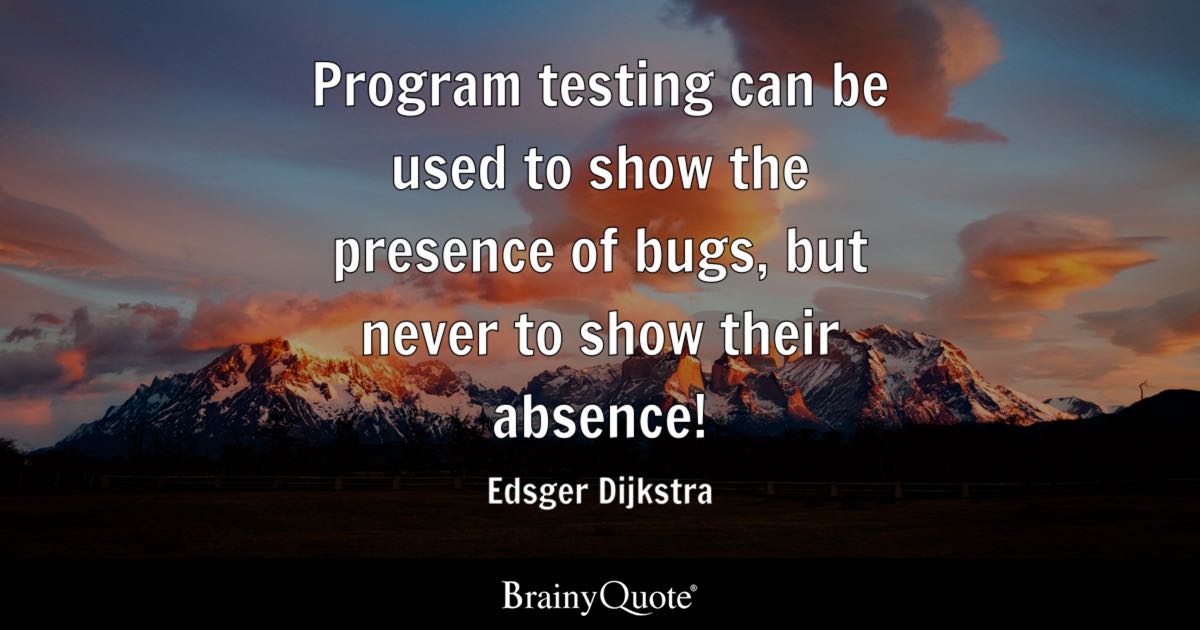 Program testing can be
used to show the
presence of bugs, but
never to show their
absence!
Edsger Dijkstra
BrainyQuote®